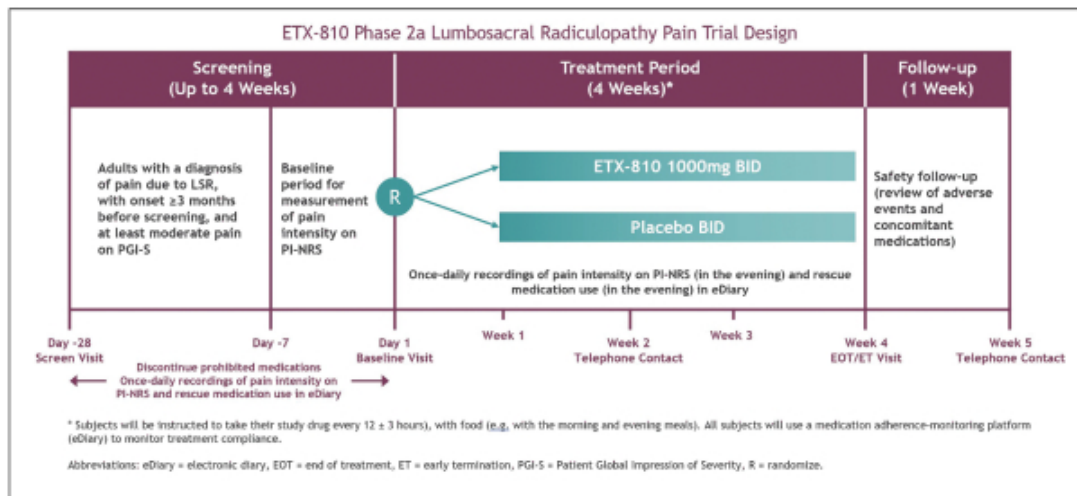 ETX-810 Phase 2a Lumbosacral Radiculopathy Pain Trial Design
Screening
(Up to 4 Weeks)
Treatment Period
(4 Weeks)*
Follow-up
(1 Week)
Adults with a diagnosis
of pain due to LSR,
with onset ≥3 months
before screening, and
at least moderate pain
on PGI-S
Baseline
period for
measurement
of pain
intensity on
PI-NRS
R
ETX-810 1000mg BID
Placebo BID
Once-daily recordings of pain intensity on PI-NRS (in the evening) and rescue
medication use (in the evening) in eDiary
Safety follow-up
(review of adverse
events and
concomitant
medications)
Day -28
Screen Visit
Day -7
Day 1
Baseline Visit
Week 1
Week 2
Telephone Contact
Week 3
Week 4
EOT/ET Visit
Week 5
Telephone Contact
Discontinue prohibited medications
Once-daily recordings of pain intensity on
PI-NRS and rescue medication use in eDiary
* Subjects will be instructed to take their study drug every 12 ± 3 hours), with food (e.g. with the morning and evening meals). All subjects will use a medication adherence-monitoring platform
(eDiary) to monitor treatment compliance.
Abbreviations: eDiary = electronic diary, EOT = end of treatment, ET = early termination, PGI-S = Patient Global Impression of Severity, R = randomize.